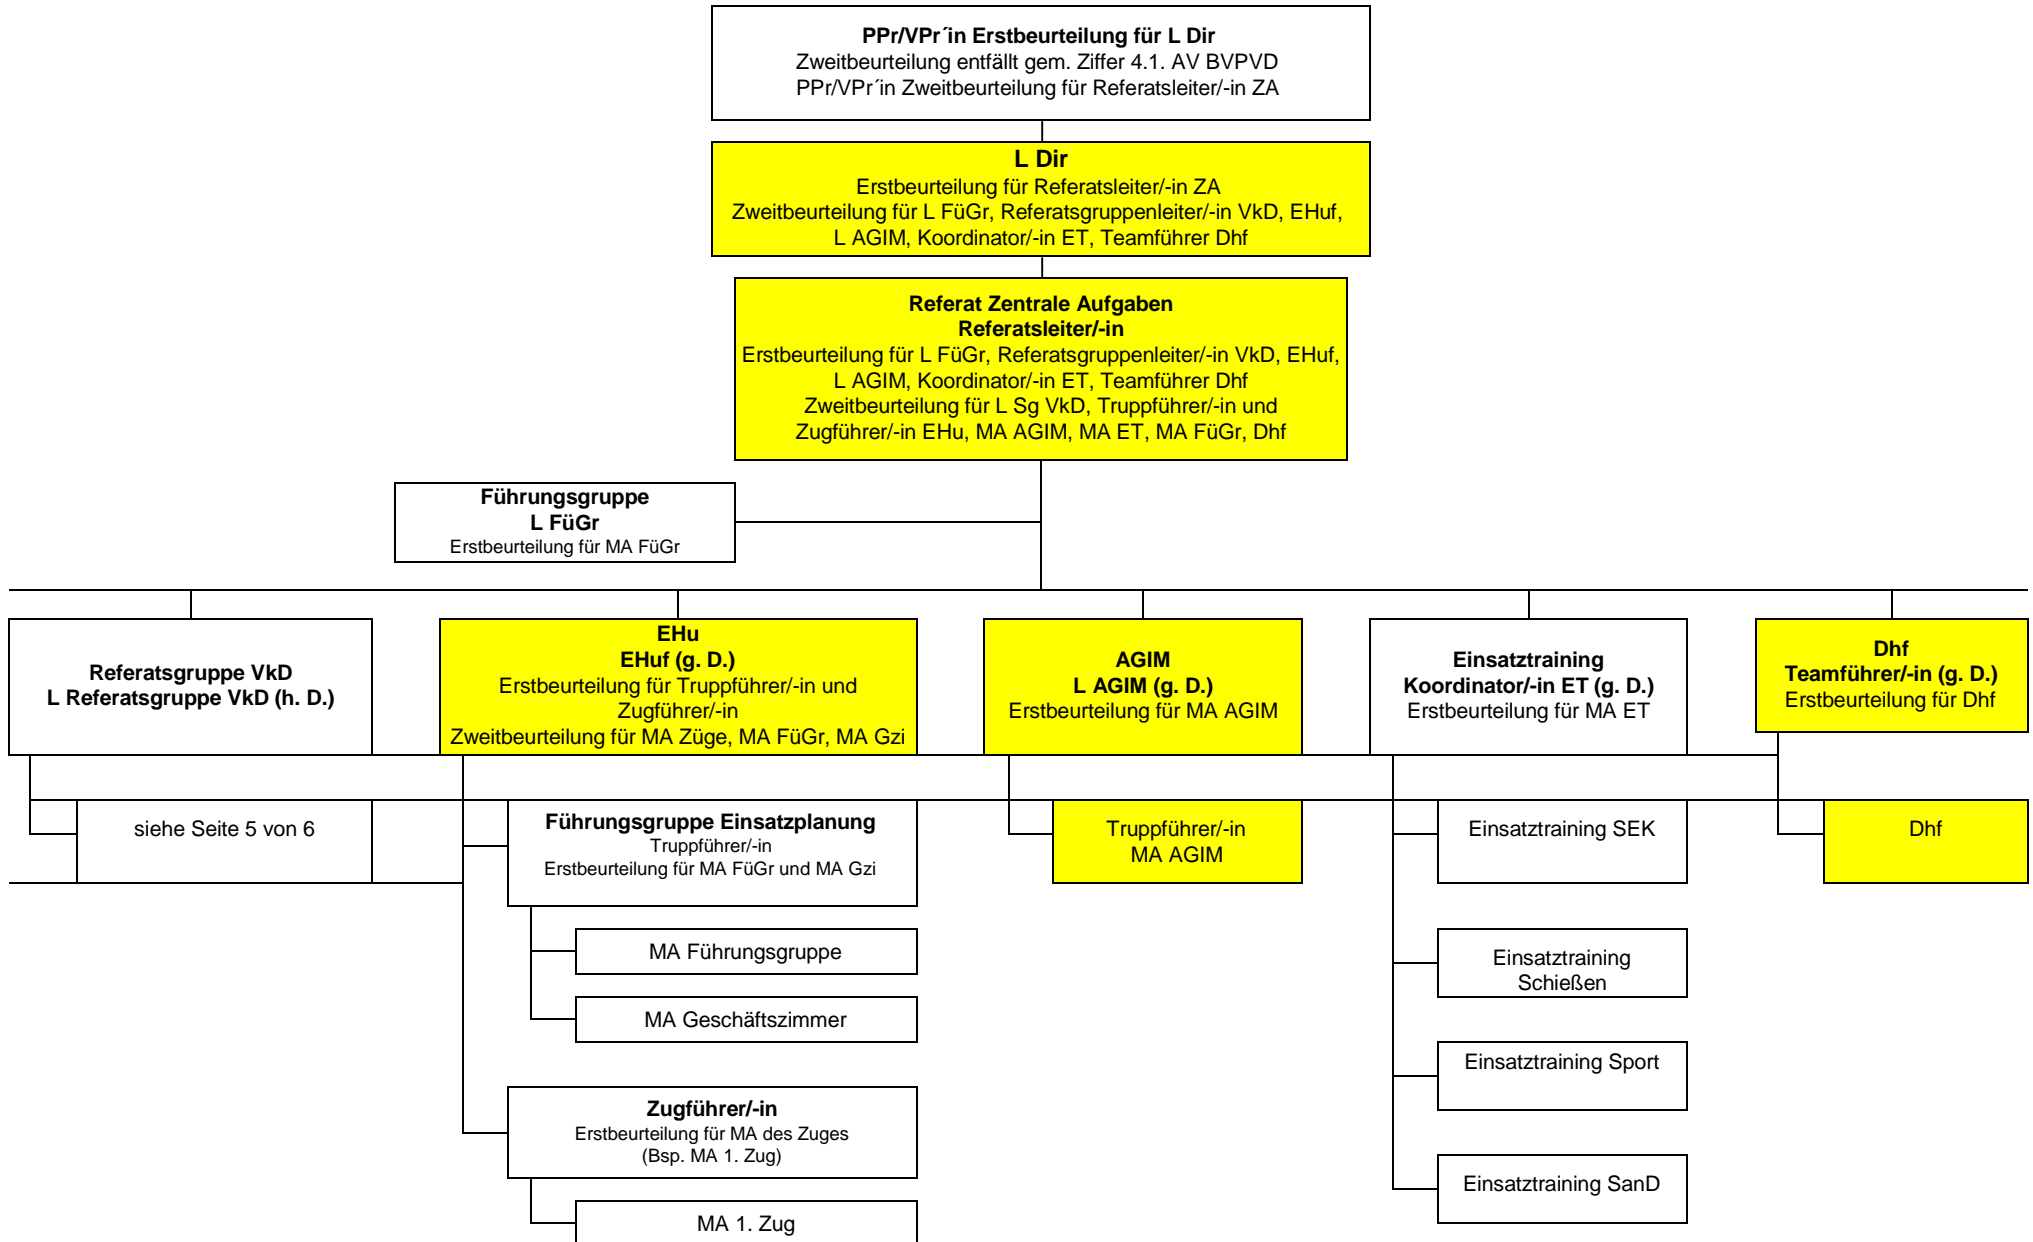 PPr/VPr´in Erstbeurteilung für L Dir
Zweitbeurteilung entfällt gem. Ziffer 4.1. AV BVPVD
PPr/VPr´in Zweitbeurteilung für Referatsleiter/-in ZA
L Dir
Erstbeurteilung für Referatsleiter/-in ZA
Zweitbeurteilung für L FüGr, Referatsgruppenleiter/-in VkD, EHuf,
L AGIM, Koordinator/-in ET, Teamführer Dhf
Referat Zentrale Aufgaben
Referatsleiter/-in
Erstbeurteilung für L FüGr, Referatsgruppenleiter/-in VkD, EHuf,
L AGIM, Koordinator/-in ET, Teamführer Dhf
Zweitbeurteilung für L Sg VkD, Truppführer/-in und
Zugführer/-in EHu, MA AGIM, MA ET, MA FüGr, Dhf
Führungsgruppe
L FüGr
Erstbeurteilung für MA FüGr
Referatsgruppe VkD
L Referatsgruppe VkD (h. D.)
EHu
EHuf (g. D.)
Erstbeurteilung für Truppführer/-in und
Zugführer/-in
Zweitbeurteilung für MA Züge, MA FüGr, MA Gzi
AGIM
L AGIM (g. D.)
Erstbeurteilung für MA AGIM
Einsatztraining
Koordinator/-in ET (g. D.)
Erstbeurteilung für MA ET
Dhf
Teamführer/-in (g. D.)
Erstbeurteilung für Dhf
siehe Seite 5 von 6
Führungsgruppe Einsatzplanung
Truppführer/-in
Erstbeurteilung für MA FüGr und MA Gzi
MA Führungsgruppe
MA Geschäftszimmer
Zugführer/-in
Erstbeurteilung für MA des Zuges
(Bsp. MA 1. Zug)
MA 1. Zug
Truppführer/-in
MA AGIM
Einsatztraining SEK
Einsatztraining
Schießen
Einsatztraining Sport
Einsatztraining SanD
Dhf